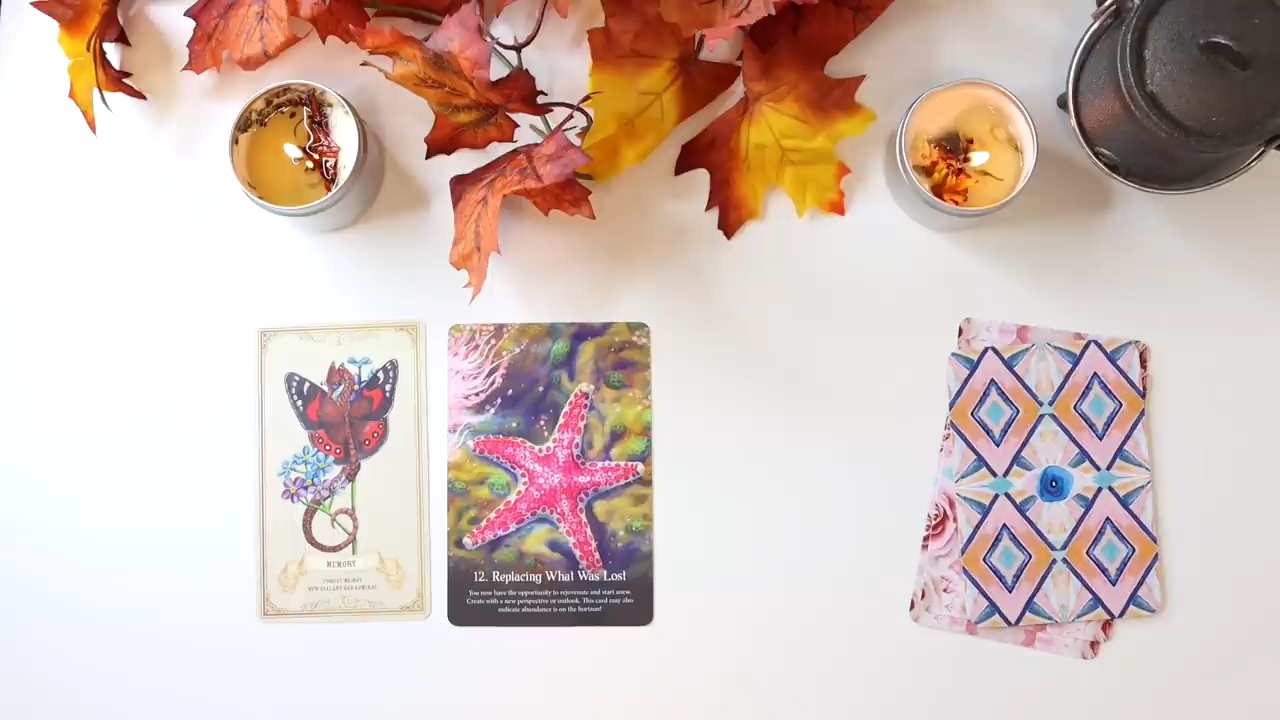 MEMORY
FORGET ME NOT
NEW ZEALAND RED ADMIRAL
12. Replacing What Was Lost
You now have the opportunity to rejuvenate and start anew.
Create with a new perspective or outlook. This card may also
indicate abundance is on the horizon!